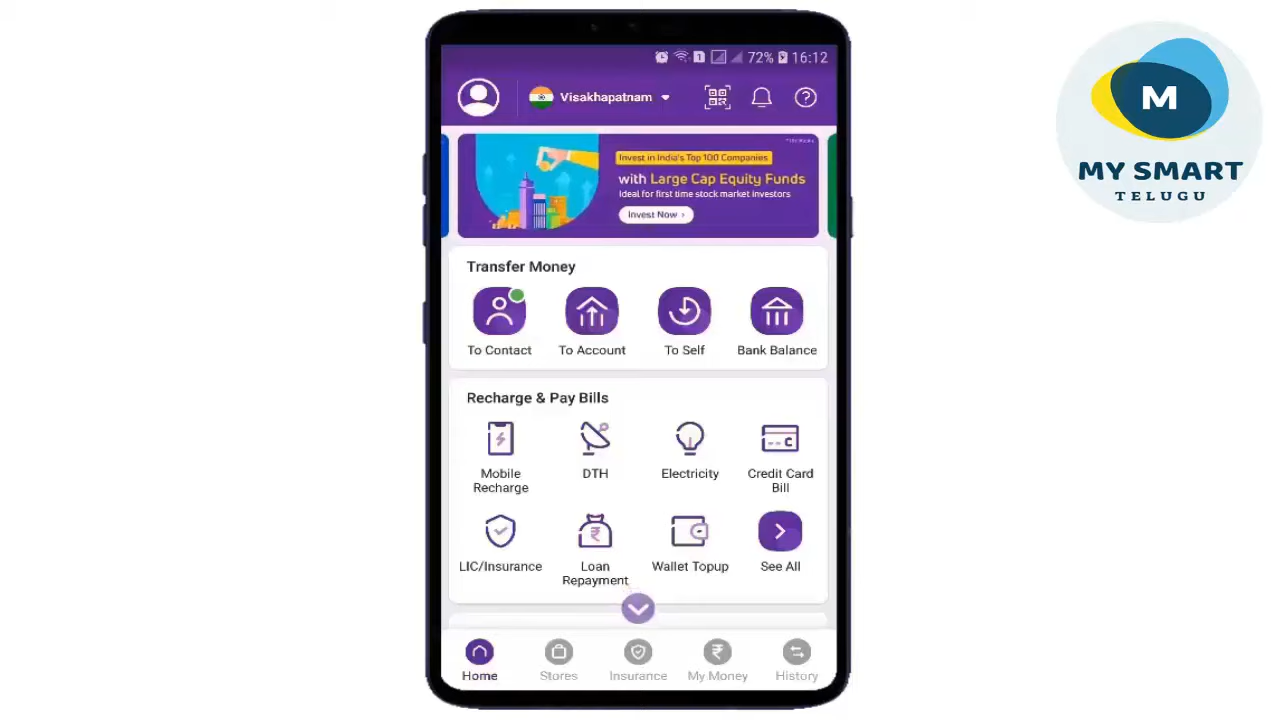 72% 16:12
Visakhapatnam
Invest in India's Top 100 Companies
with Large Cap Equity Funds
Ideal for first time stock market investors
Invest Now ›
Transfer Money
To Contact To Account To Self Bank Balance
Recharge & Pay Bills
Mobile Recharge
DTH
Electricity
Credit Card Bill
LIC/Insurance
Loan Repayment
Wallet Topup
See All
Home Stores Insurance My Money History
M
MY SMART
TELUGU